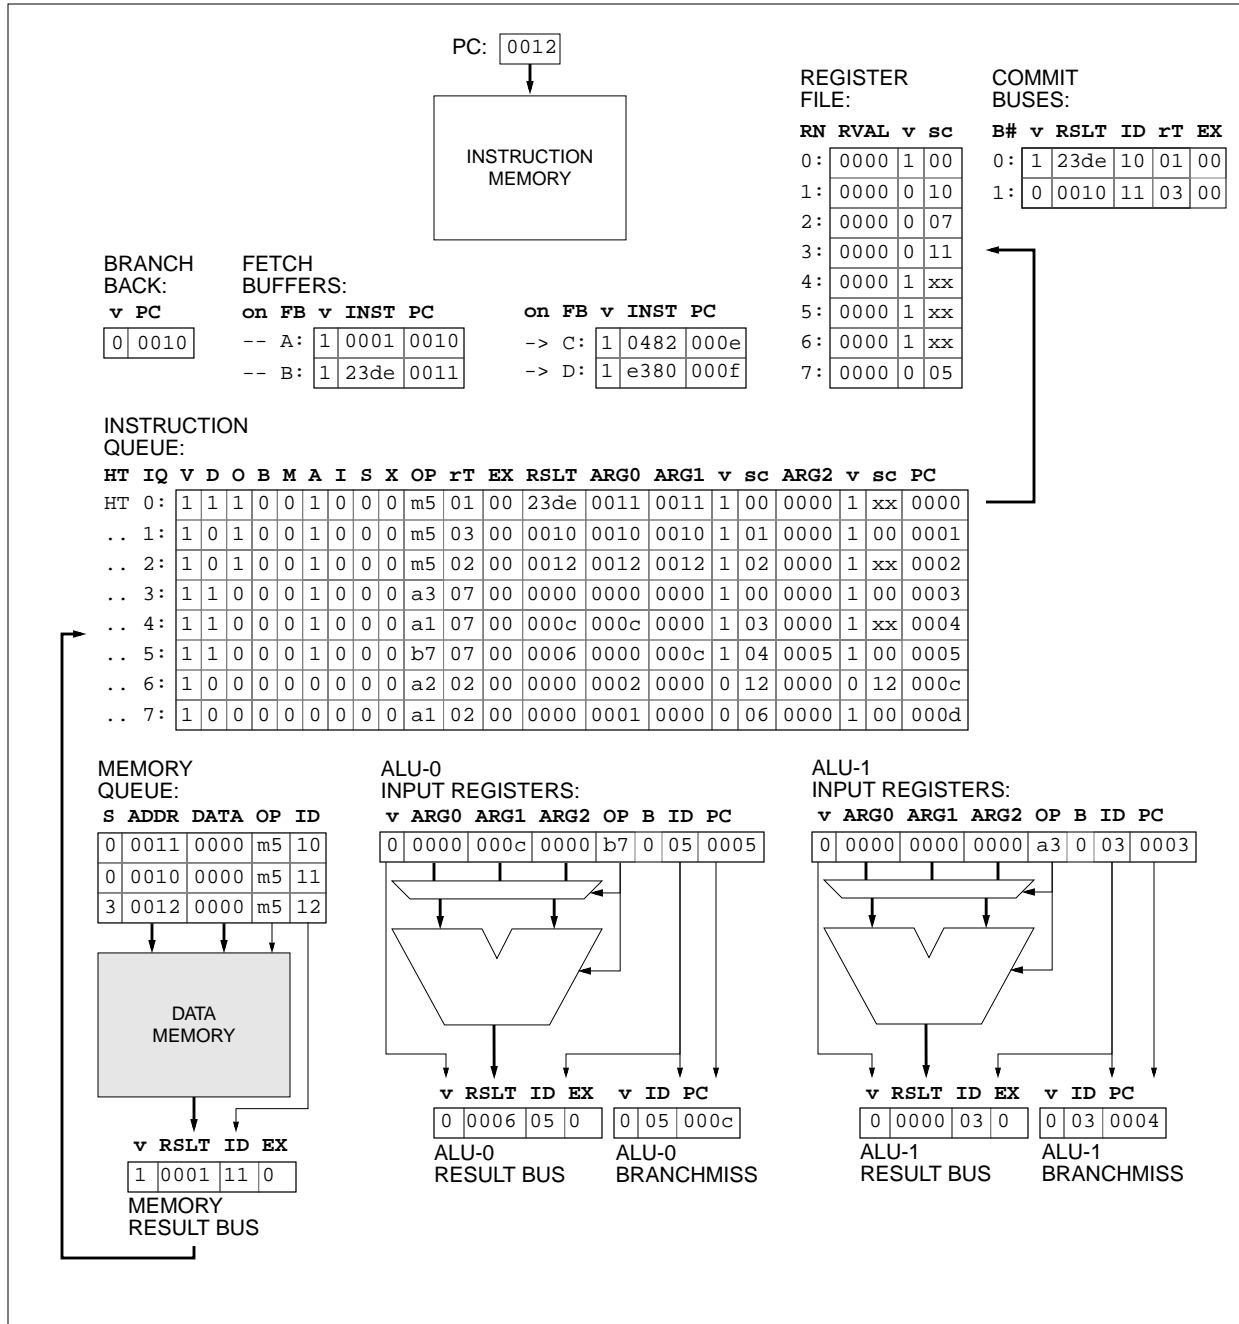 PC: 0012
REGISTER FILE:
COMMIT BUSES:
RN RVAL v sc
B# v RSLT ID rT EX
0: 0000 1 00
0: 1 23de 10 01 00
INSTRUCTION MEMORY
1: 0000 0 10
1: 0 0010 11 03 00
2: 0000 0 07
3: 0000 0 11
4: 0000 1 xx
5: 0000 1 xx
6: 0000 1 xx
7: 0000 0 05
BRANCH BACK:
v PC
0 0010
FETCH BUFFERS:
on FB v INST PC
-- A: 1 0001 0010
-- B: 1 23de 0011
on FB v INST PC
-> C: 1 0482 000e
-> D: 1 e380 000f
INSTRUCTION QUEUE:
HT IQ V D O B M A I S X OP rT EX RSLT ARG0 ARG1 v sc ARG2 v sc PC
HT 0: 1 1 1 0 0 1 0 0 0 m5 01 00 23de 0011 0011 1 00 0000 1 xx 0000
.. 1: 1 0 1 0 0 1 0 0 0 m5 03 00 0010 0010 0010 1 01 0000 1 00 0001
.. 2: 1 0 1 0 0 1 0 0 0 m5 02 00 0012 0012 0012 1 02 0000 1 xx 0002
.. 3: 1 1 0 0 0 1 0 0 0 a3 07 00 0000 0000 0000 1 00 0000 1 00 0003
.. 4: 1 1 0 0 0 1 0 0 0 a1 07 00 000c 000c 0000 1 03 0000 1 xx 0004
.. 5: 1 1 0 0 0 1 0 0 0 b7 07 00 0006 0000 000c 1 04 0005 1 00 0005
.. 6: 1 0 0 0 0 0 0 0 0 a2 02 00 0000 0002 0000 0 12 0000 0 12 000c
.. 7: 1 0 0 0 0 0 0 0 0 a1 02 00 0000 0001 0000 0 06 0000 1 00 000d
MEMORY QUEUE:
S ADDR DATA OP ID
0 0011 0000 m5 10
0 0010 0000 m5 11
3 0012 0000 m5 12
DATA MEMORY
v RSLT ID EX
1 0001 11 0
MEMORY RESULT BUS
ALU-0 INPUT REGISTERS:
v ARG0 ARG1 ARG2 OP B ID PC
0 0000 000c 0000 b7 0 05 0005
v RSLT ID EX
0 0006 05 0
ALU-0 RESULT BUS
v ID PC
0 05 000c
ALU-0 BRANCHMISS
ALU-1 INPUT REGISTERS:
v ARG0 ARG1 ARG2 OP B ID PC
0 0000 0000 0000 a3 0 03 0003
v RSLT ID EX
0 0000 03 0
ALU-1 RESULT BUS
v ID PC
0 03 0004
ALU-1 BRANCHMISS